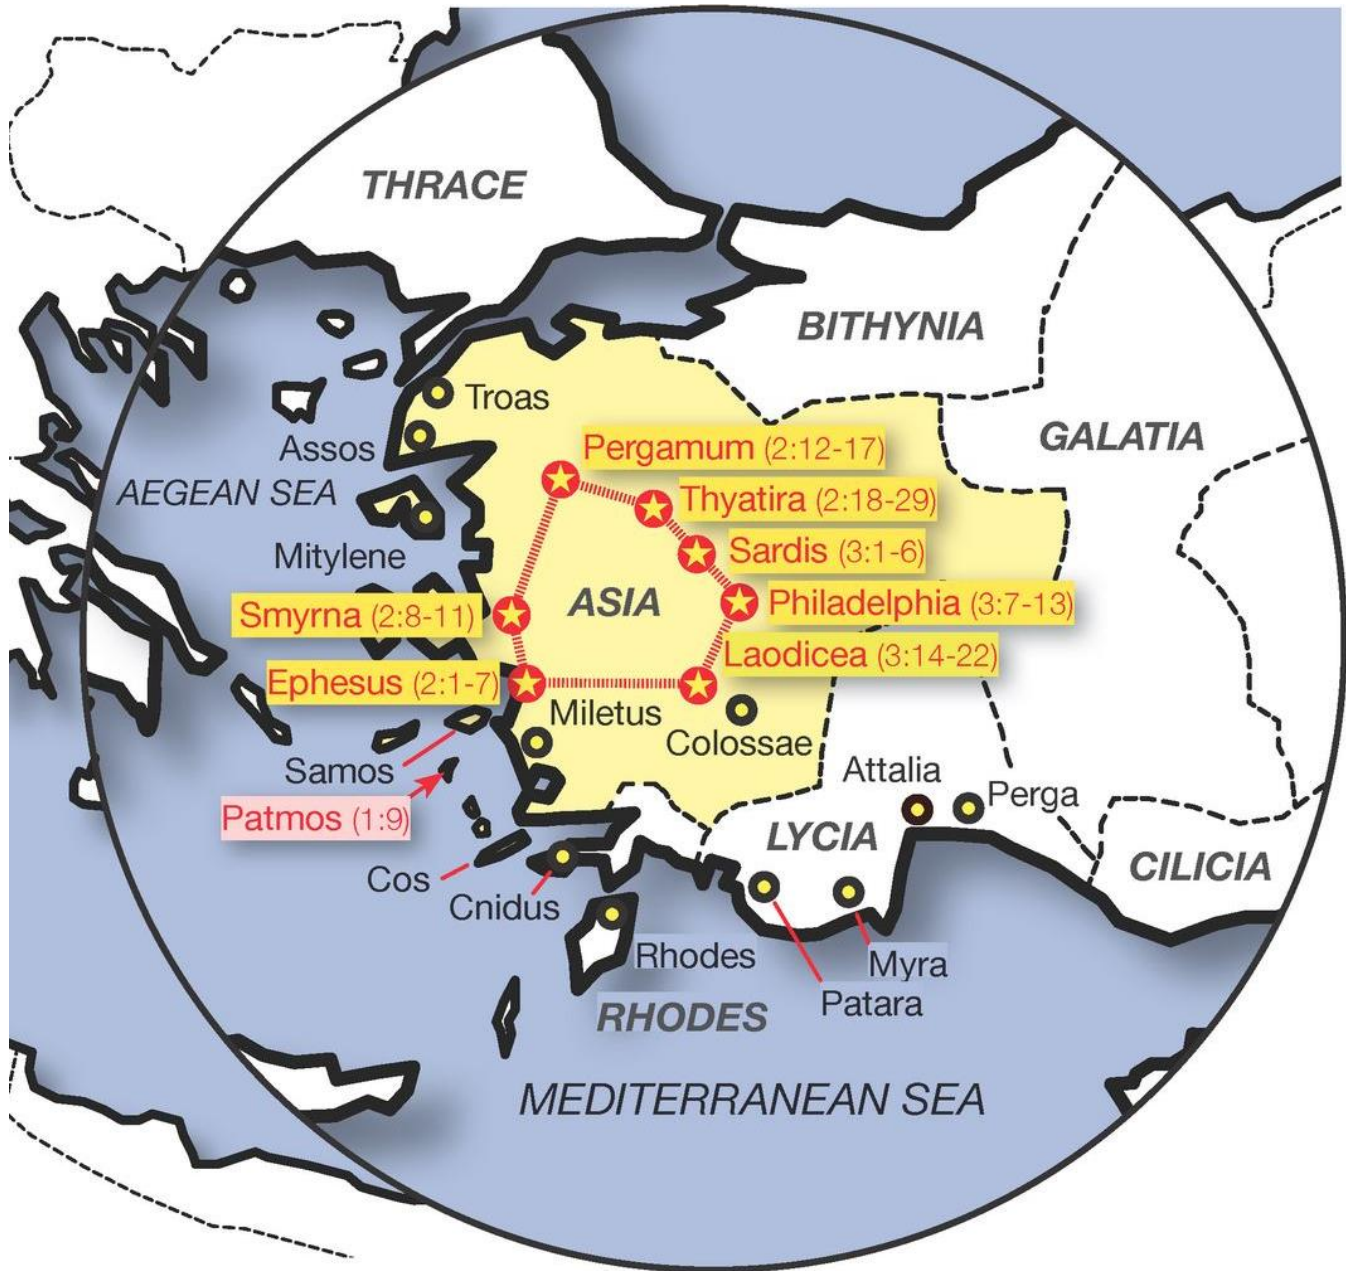 THRACE
BITHYNIA
Troas
GALATIA
Assos
Pergamum (2:12-17)
AEGEAN SEA
Thyatira (2:18-29)
Mitylene
Sardis (3:1-6)
Smyrna (2:8-11)
ASIA
Philadelphia (3:7-13)
Laodicea (3:14-22)
Ephesus (2:1-7)
Miletus
Colossae
Samos
Attalia
Perga
Patmos (1:9)
LYCIA
CILICIA
Cos
Cnidus
Rhodes
Myra
Patara
RHODES
MEDITERRANEAN SEA